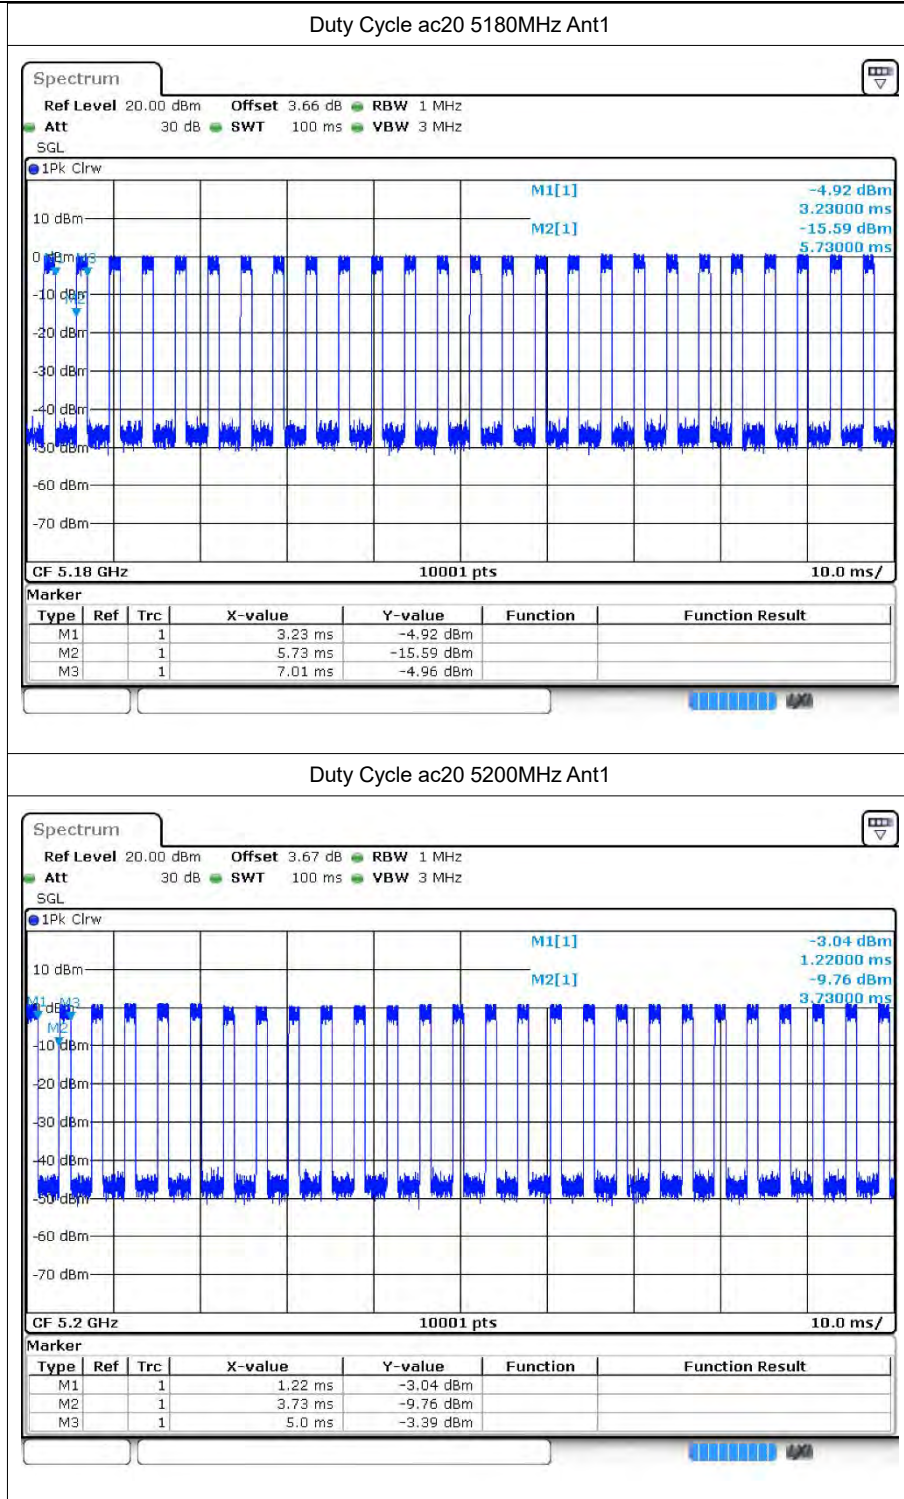 Duty Cycle ac20 5180MHz Ant1
Spectrum
Ref Level 20.00 dBm Offset 3.66 dB RBW 1 MHz
Att 30 dB SWT 100 ms VBW 3 MHz
SGL
1Pk Clrw
M1[1] -4.92 dBm
3.23000 ms
10 dBm
M2[1] -15.59 dBm
5.73000 ms
0 dBm
M3
-10 dBm
M2
-20 dBm
-30 dBm
-40 dBm
-50 dBm
-60 dBm
-70 dBm
CF 5.18 GHz 10001 pts 10.0 ms/
Marker
Type Ref Trc X-value Y-value Function Function Result
M1 1 3.23 ms -4.92 dBm
M2 1 5.73 ms -15.59 dBm
M3 1 7.01 ms -4.96 dBm
Duty Cycle ac20 5200MHz Ant1
Spectrum
Ref Level 20.00 dBm Offset 3.67 dB RBW 1 MHz
Att 30 dB SWT 100 ms VBW 3 MHz
SGL
1Pk Clrw
M1[1] -3.04 dBm
1.22000 ms
10 dBm
M2[1] -9.76 dBm
3.73000 ms
M1 M3
0 dBm
M2
-10 dBm
-20 dBm
-30 dBm
-40 dBm
-50 dBm
-60 dBm
-70 dBm
CF 5.2 GHz 10001 pts 10.0 ms/
Marker
Type Ref Trc X-value Y-value Function Function Result
M1 1 1.22 ms -3.04 dBm
M2 1 3.73 ms -9.76 dBm
M3 1 5.0 ms -3.39 dBm